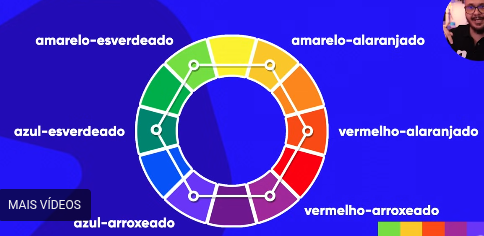 amarelo-esverdeado
amarelo-alaranjado
azul-esverdeado
vermelho-alaranjado
MAIS VÍDEOS
azul-arroxeado
vermelho-arroxeado